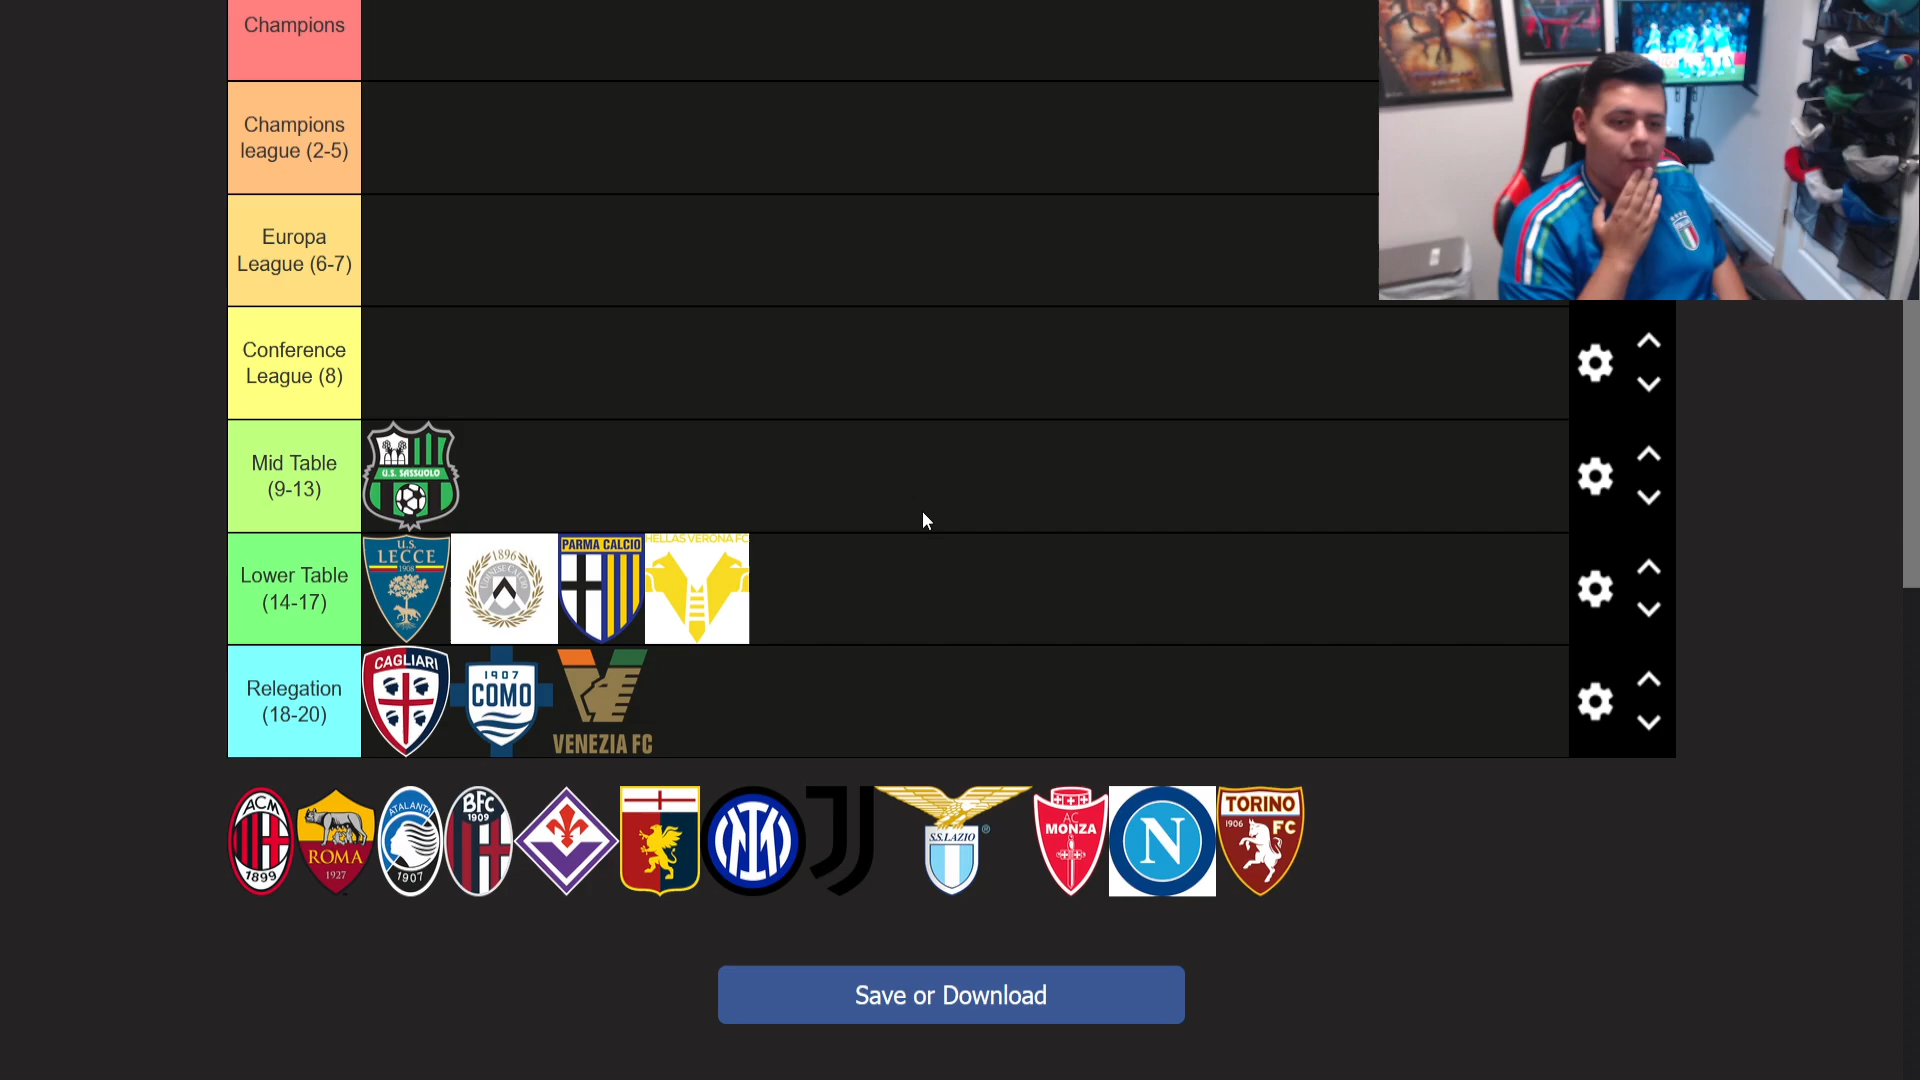 Champions
Champions
league (2-5)
Europa
League (6-7)
Conference
League (8)
Mid Table
(9-13)
U.S. SASSUOLO
Lower Table
(14-17)
U.S.
LECCE
1908
1896
UDINESE CALCIO
PARMA CALCIO
HELLAS VERONA FC
Relegation
(18-20)
CAGLIARI
1907
COMO
VENEZIA FC
ACM
1899
ROMA
1927
ATALANTA
1907
BFC
1909
S.S.LAZIO
®
AC
MONZA
N
TORINO
1906 FC
Save or Download